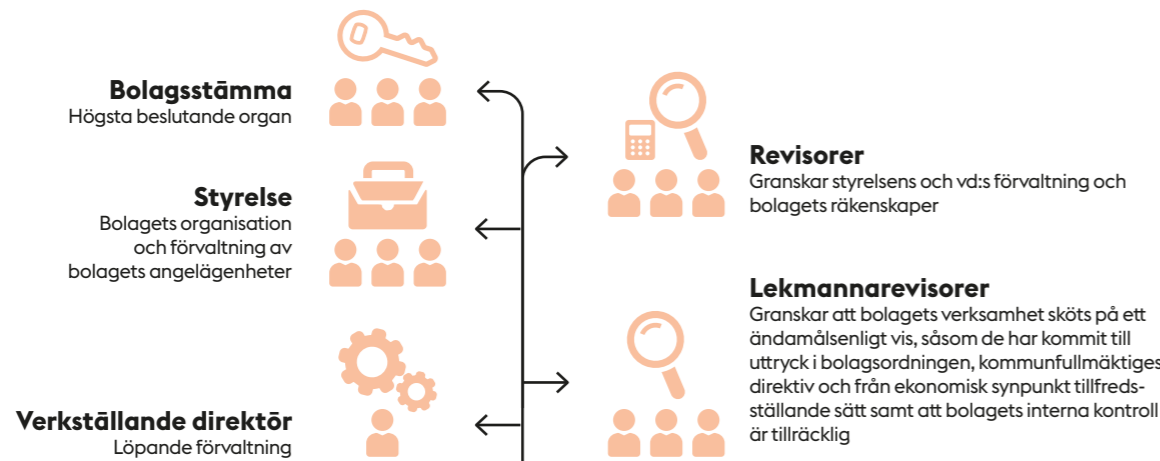 Bolagsstämma
Högsta beslutande organ
Styrelse
Bolagets organisation
och förvaltning av
bolagets angelägenheter
Verkställande direktör
Löpande förvaltning
Revisorer
Granskar styrelsens och vd:s förvaltning och
bolagets räkenskaper
Lekmannarevisorer
Granskar att bolagets verksamhet sköts på ett
ändamålsenligt vis, såsom de har kommit till
uttryck i bolagsordningen, kommunfullmäktiges
direktiv och från ekonomisk synpunkt tillfreds-
ställande sätt samt att bolagets interna kontroll
är tillräcklig